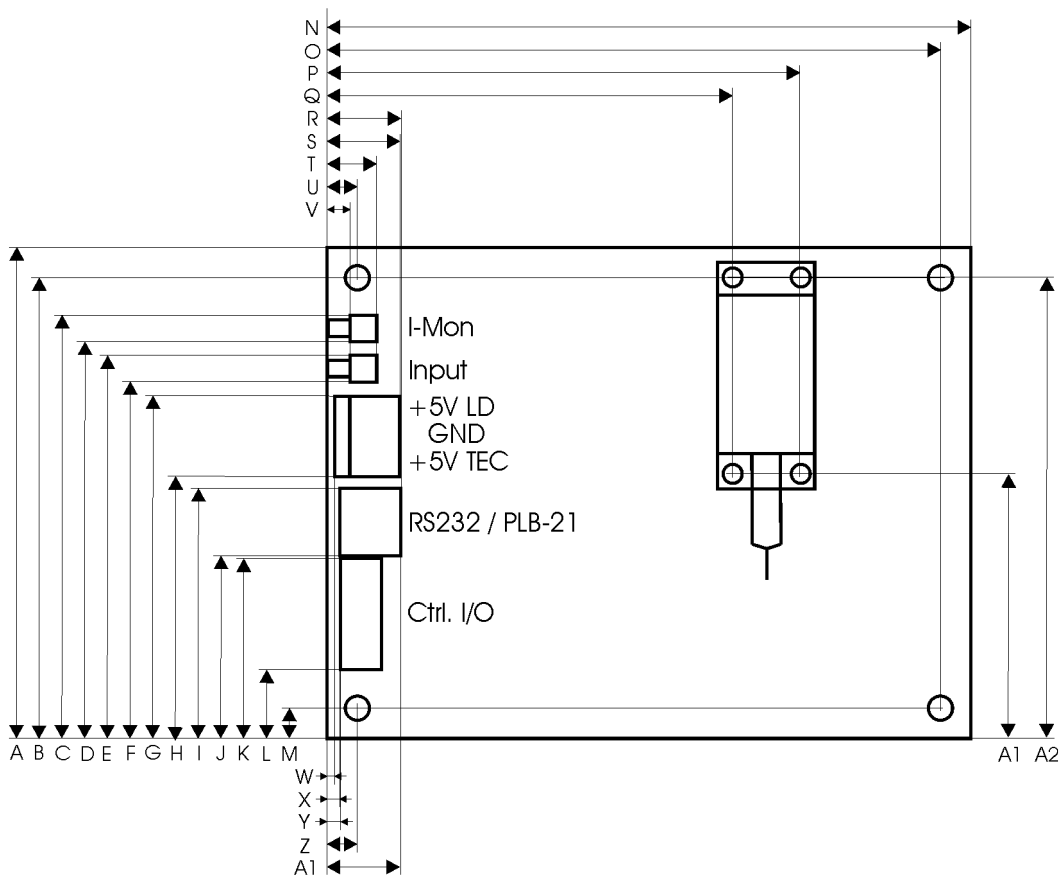 N
O
P
Q
R
S
T
U
V
I-Mon
Input
+5V LD
GND
+5V TEC
RS232 / PLB-21
Ctrl. I/O
A B C D E F G H I J K L M
A1 A2
W
X
Y
Z
A1